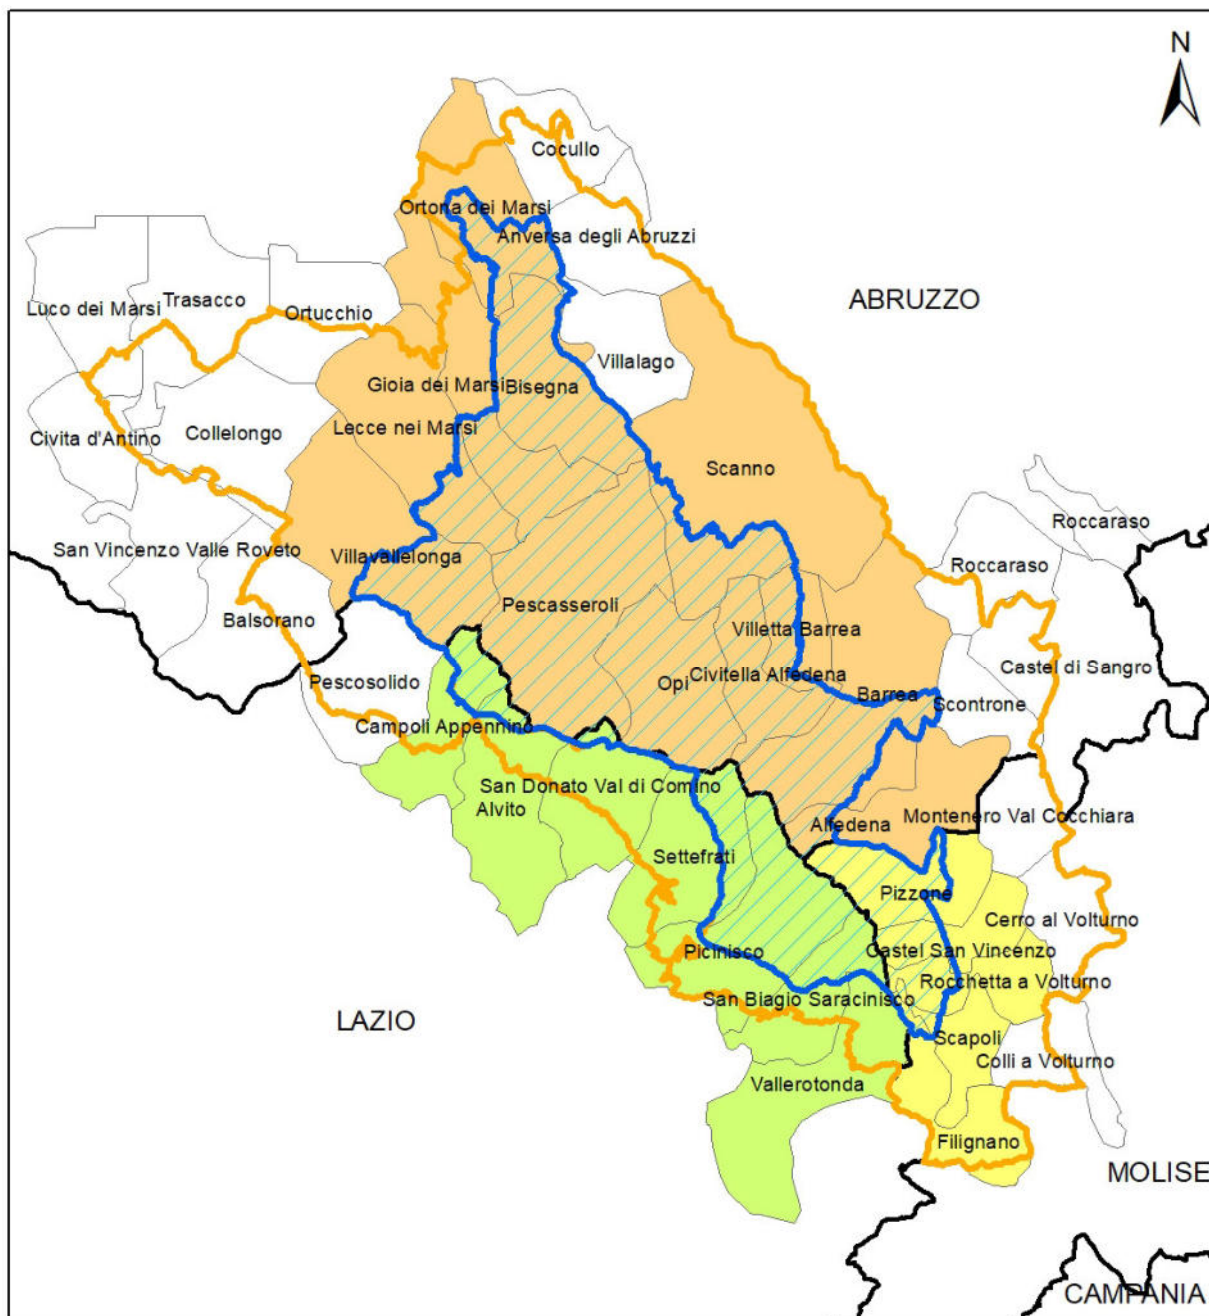 N
Cocullo
Ortona dei Marsi
Anversa degli Abruzzi
ABRUZZO
Trasacco
Luco dei Marsi
Ortucchio
Villalago
Gioia dei Marsi
Bisegna
Lecce nei Marsi
Collelongo
Civita d'Antino
Scanno
Roccaraso
San Vincenzo Valle Roveto
Villavallelonga
Roccaraso
Pescasseroli
Balsorano
Villetta Barrea
Castel di Sangro
Pescosolido
Opi
Civitella Alfedena
Barrea
Scontrone
Campoli Appennino
San Donato Val di Comino
Alvito
Alfedena
Montenero Val Cocchiara
Settefrati
Pizzone
Cerro al Volturno
Picinisco
Castel San Vincenzo
Rocchetta a Volturno
San Biagio Saracinisco
LAZIO
Scapoli
Colli a Volturno
Vallerotonda
Filignano
MOLISE
CAMPANIA